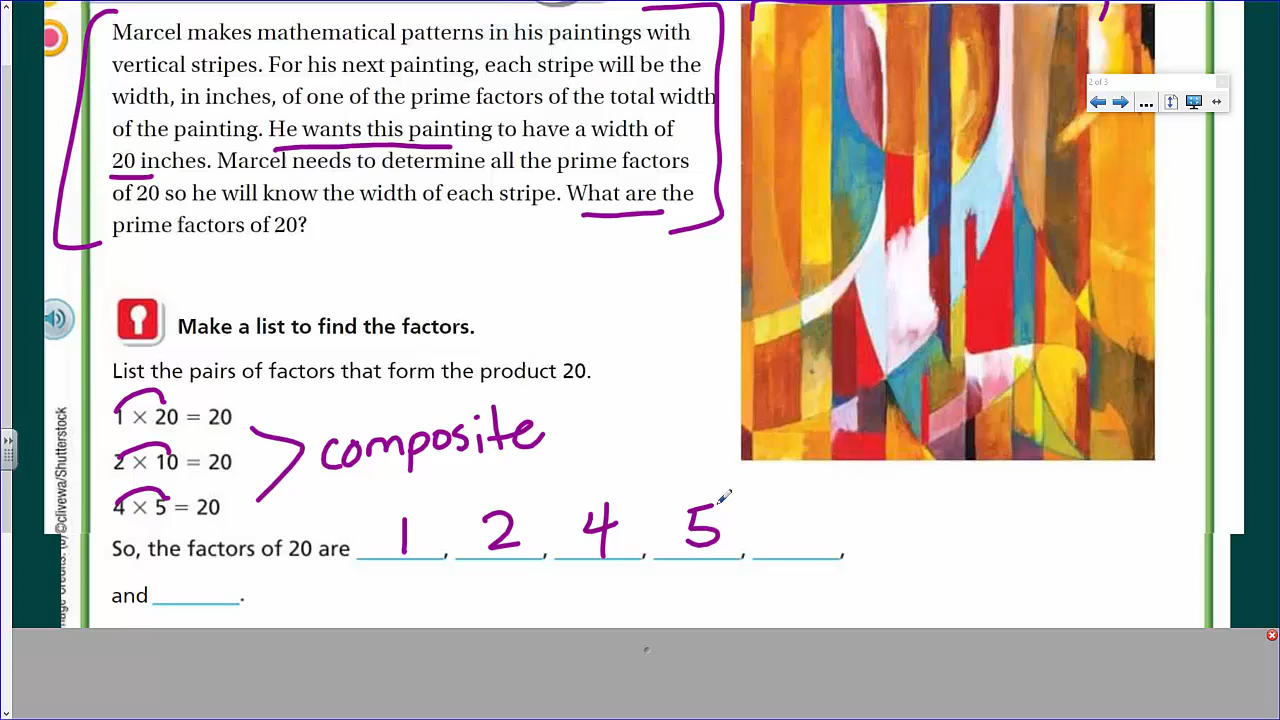 Marcel makes mathematical patterns in his paintings with
vertical stripes. For his next painting, each stripe will be the
width, in inches, of one of the prime factors of the total width
of the painting. He wants this painting to have a width of
20 inches. Marcel needs to determine all the prime factors
of 20 so he will know the width of each stripe. What are the
prime factors of 20?
2 of 3
Make a list to find the factors.
List the pairs of factors that form the product 20.
1 × 20 = 20
2 × 10 = 20
4 × 5 = 20
composite
So, the factors of 20 are 1, 2, 4, 5, ,
and .
(b) ©clivewa/Shutterstock